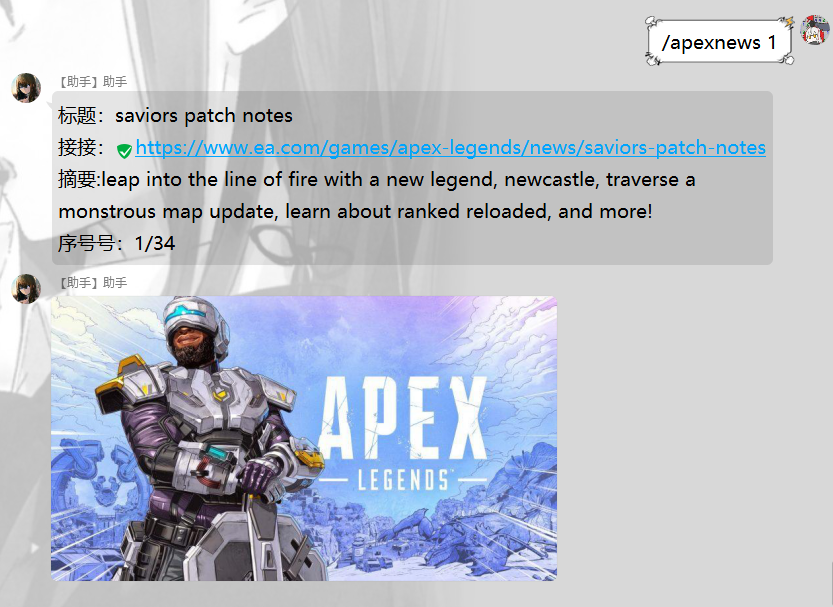 /apexnews 1
【助手】助手
标题：saviors patch notes
接接：https://www.ea.com/games/apex-legends/news/saviors-patch-notes
摘要:leap into the line of fire with a new legend, newcastle, traverse a
monstrous map update, learn about ranked reloaded, and more!
序号号：1/34
【助手】助手
APEX
LEGENDS™